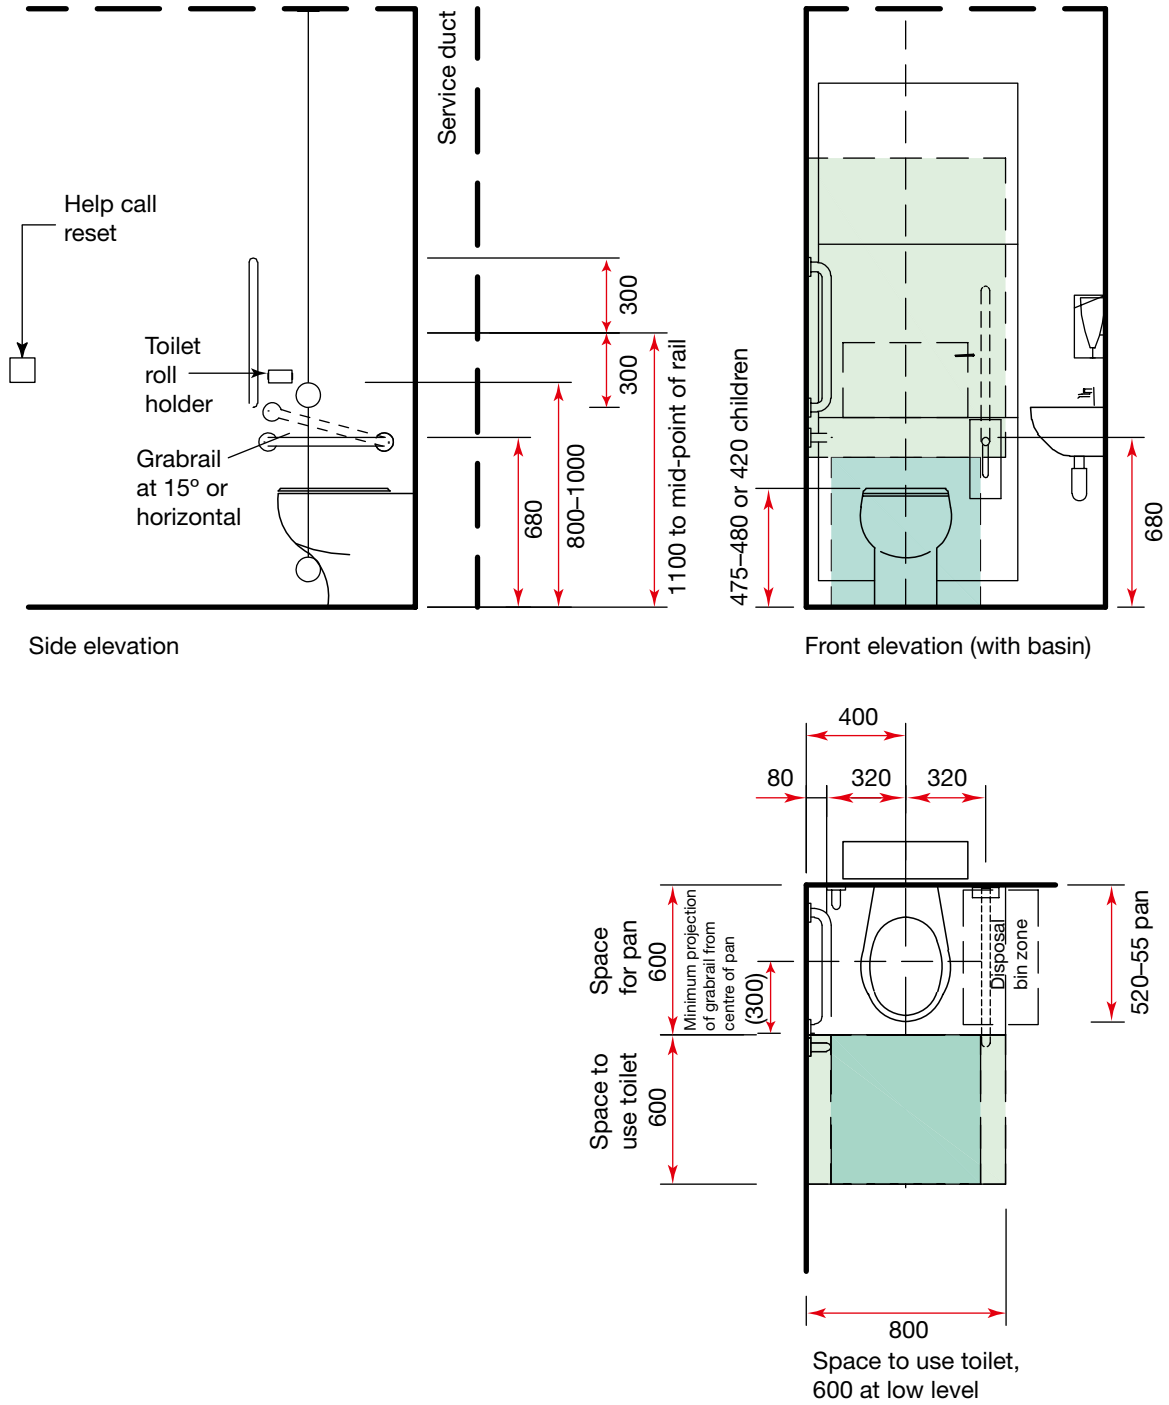 Service duct
Help call
reset
Toilet
roll
holder
Grabrail
at 15º or
horizontal
300
300
680
800–1000
1100 to mid-point of rail
475–480 or 420 children
680
Side elevation
Front elevation (with basin)
400
80
320
320
Space
for pan
600
Minimum projection
of grabrail from
centre of pan
(300)
Disposal
bin zone
520–55 pan
Space to
use toilet
600
800
Space to use toilet,
600 at low level